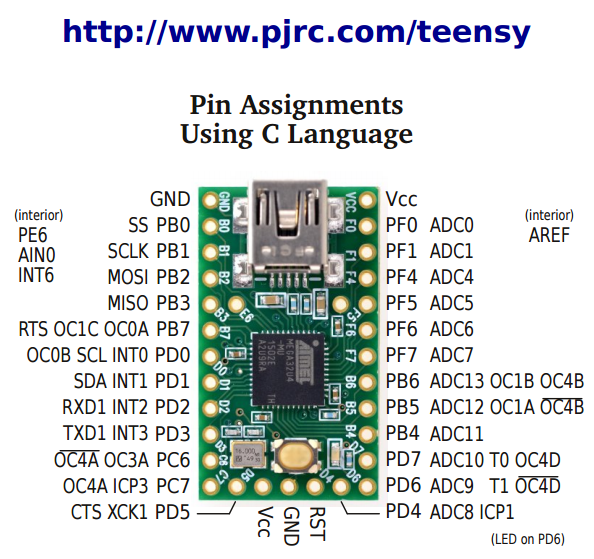 http://www.pjrc.com/teensy
Pin Assignments
Using C Language
GND
Vcc
(interior)
PE6
AIN0
INT6
(interior)
AREF
SS PB0
PF0 ADC0
SCLK PB1
PF1 ADC1
MOSI PB2
PF4 ADC4
MISO PB3
PF5 ADC5
RTS OC1C OC0A PB7
PF6 ADC6
OC0B SCL INT0 PD0
PF7 ADC7
SDA INT1 PD1
PB6 ADC13 OC1B OC4B
RXD1 INT2 PD2
PB5 ADC12 OC1A OC4B
TXD1 INT3 PD3
PB4 ADC11
OC4A OC3A PC6
PD7 ADC10 T0 OC4D
OC4A ICP3 PC7
PD6 ADC9 T1 OC4D
CTS XCK1 PD5
PD4 ADC8 ICP1
Vcc
GND
RST
(LED on PD6)
GND
B0
B1
B2
B3
B7
D0
D1
D2
D3
C6
C7
VCC
F0
F1
F4
F5
F6
F7
B6
B5
B4
D7
D6
E6
D5
D4
ATMEL
MEGA32U4
-MU
16.000